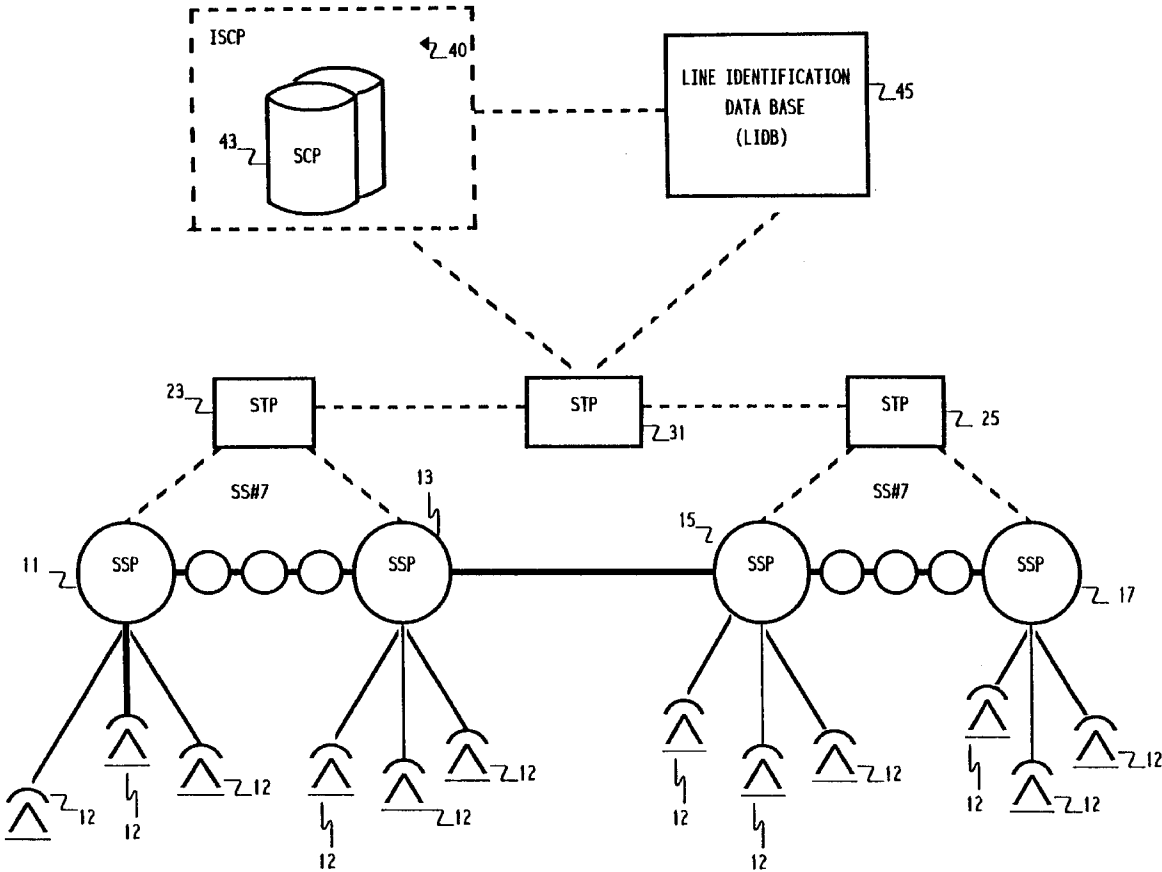 ISCP
40
LINE IDENTIFICATION
DATA BASE
(LIDB)
45
43
SCP
23
STP
STP
31
STP
25
SS#7
13
SS#7
15
11
SSP
SSP
SSP
SSP
17
12
12
12
12
12
12
12
12
12
12
12
12